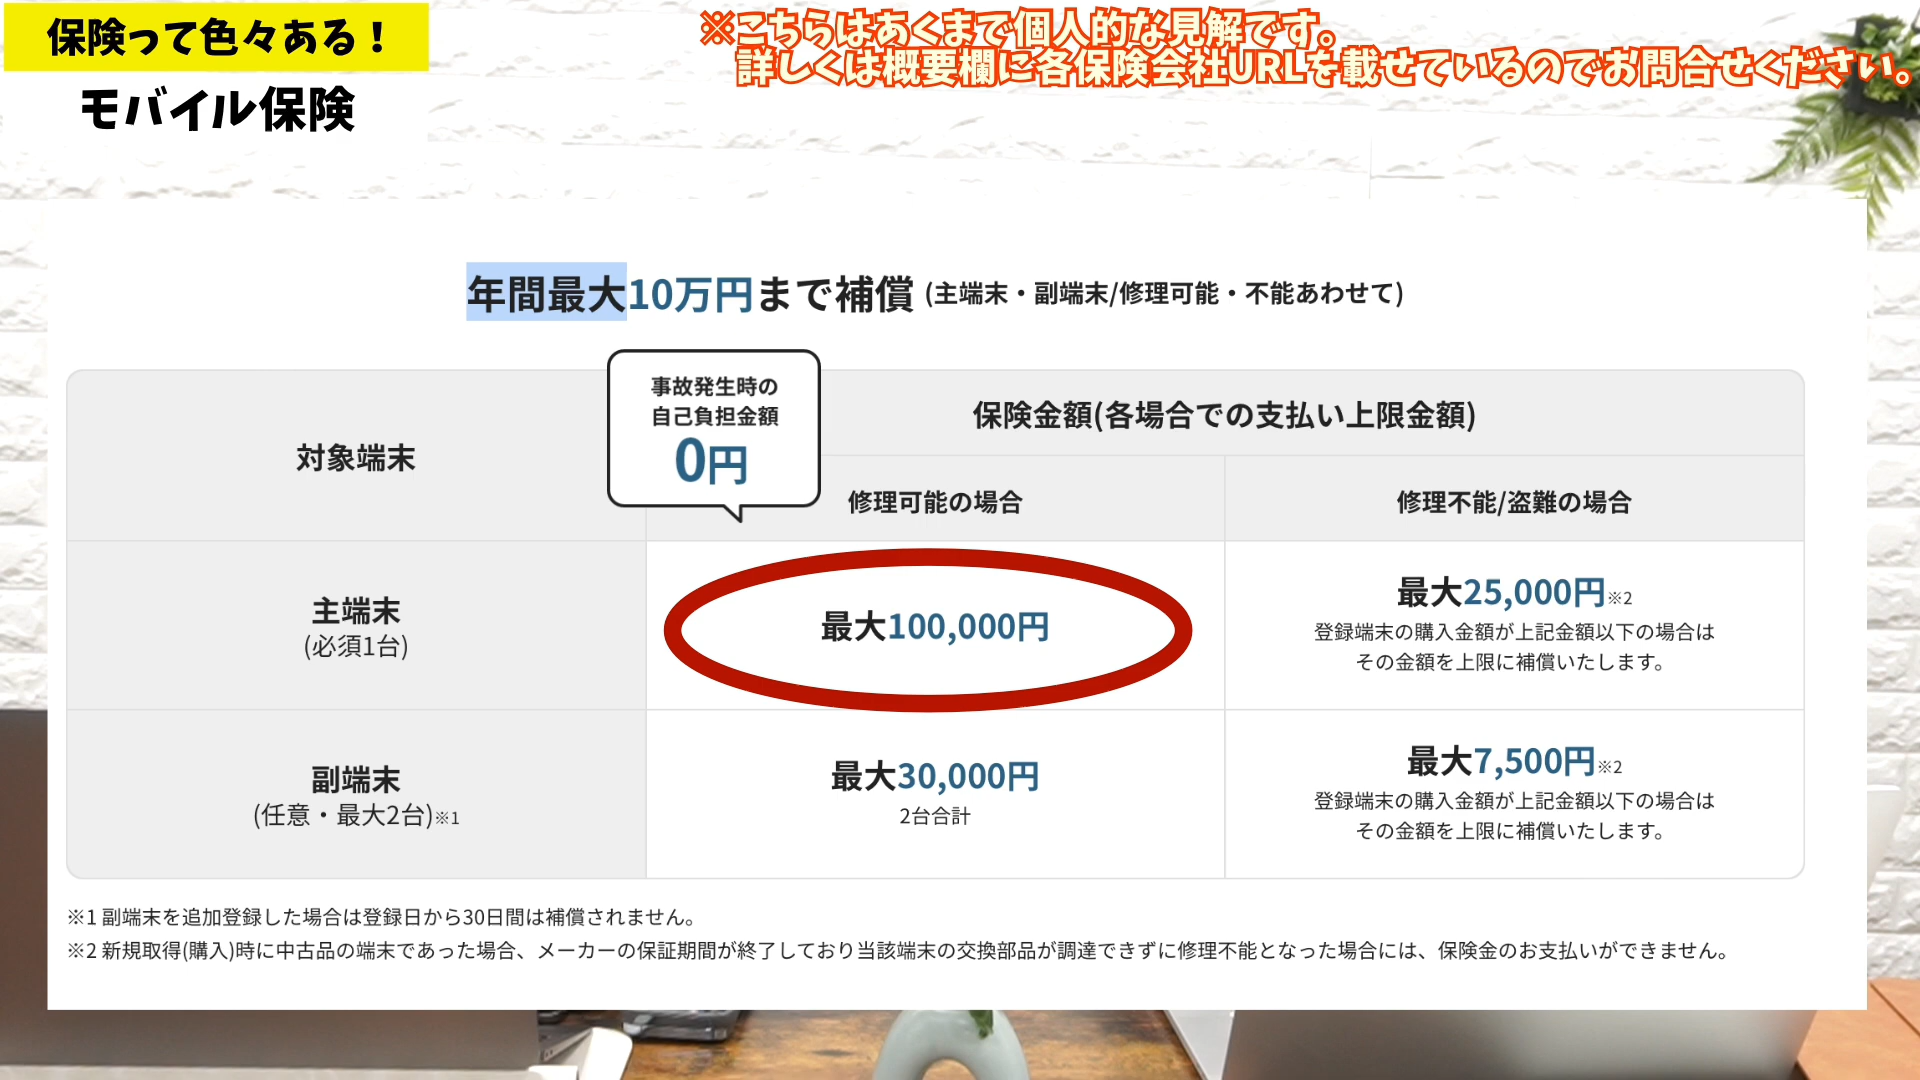 保険って色々ある！
モバイル保険
※こちらはあくまで個人的な見解です。
詳しくは概要欄に各保険会社URLを載せているのでお問合せください。
年間最大10万円まで補償 (主端末・副端末/修理可能・不能あわせて)
対象端末
事故発生時の
自己負担金額
0円
保険金額(各場合での支払い上限金額)
修理可能の場合
修理不能/盗難の場合
主端末
(必須1台)
最大100,000円
最大25,000円※2
登録端末の購入金額が上記金額以下の場合は
その金額を上限に補償いたします。
副端末
(任意・最大2台)※1
最大30,000円
2台合計
最大7,500円※2
登録端末の購入金額が上記金額以下の場合は
その金額を上限に補償いたします。
※1 副端末を追加登録した場合は登録日から30日間は補償されません。
※2 新規取得(購入)時に中古品の端末であった場合、メーカーの保証期間が終了しており当該端末の交換部品が調達できずに修理不能となった場合には、保険金のお支払いができません。